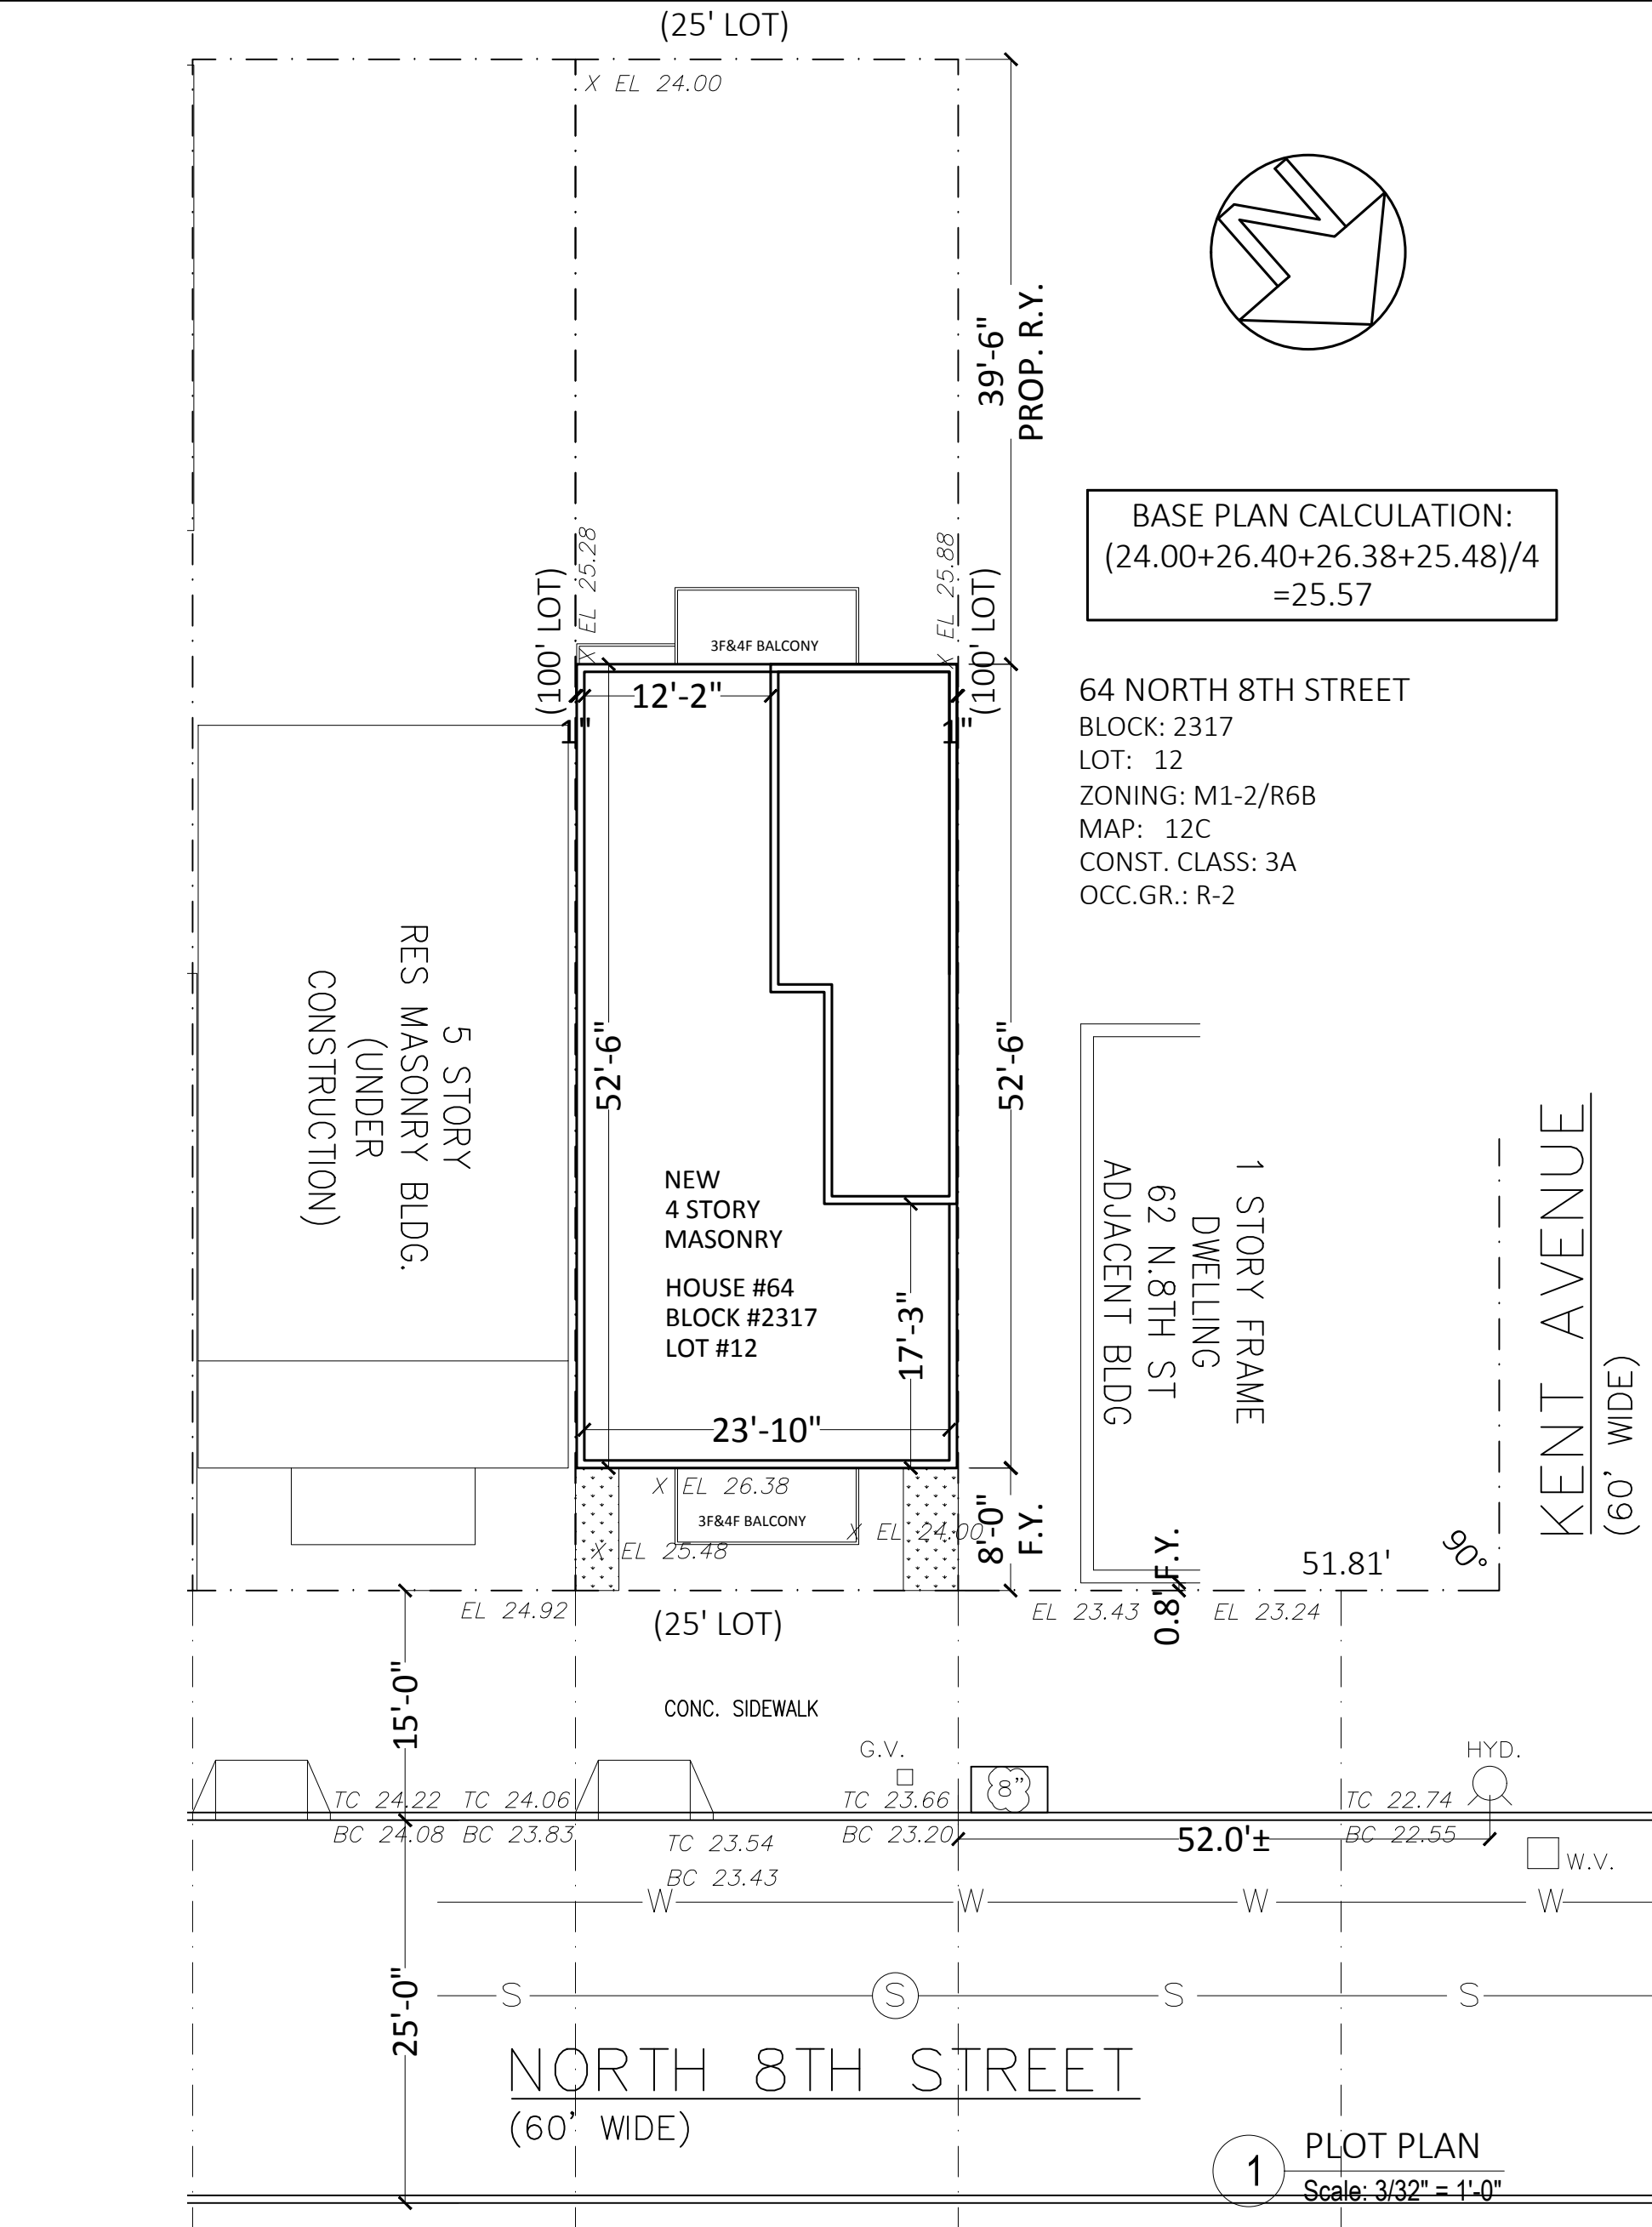 (25' LOT)
X EL 24.00
N
39'-6"
PROP. R.Y.
BASE PLAN CALCULATION:
(24.00+26.40+26.38+25.48)/4
=25.57
X EL 25.28
X EL 25.88
(100' LOT)
(100' LOT)
3F&4F BALCONY
12'-2"
1"
1"
64 NORTH 8TH STREET
BLOCK: 2317
LOT: 12
ZONING: M1-2/R6B
MAP: 12C
CONST. CLASS: 3A
OCC.GR.: R-2
5 STORY
RES MASONRY BLDG.
(UNDER
CONSTRUCTION)
52'-6"
52'-6"
NEW
4 STORY
MASONRY
HOUSE #64
BLOCK #2317
LOT #12
17'-3"
23'-10"
1 STORY FRAME
DWELLING
62 N.8TH ST
ADJACENT BLDG
KENT AVENUE
(60' WIDE)
X EL 26.38
3F&4F BALCONY
X EL 24.00
X EL 25.48
8'-0"
F.Y.
0.8' F.Y.
51.81'
90°
EL 24.92
(25' LOT)
EL 23.43
EL 23.24
15'-0"
CONC. SIDEWALK
G.V.
8"
HYD.
TC 24.22
TC 24.06
TC 23.66
TC 22.74
BC 24.08
BC 23.83
TC 23.54
BC 23.20
52.0'±
BC 22.55
BC 23.43
W.V.
W W W W
S S S S
25'-0"
NORTH 8TH STREET
(60' WIDE)
1
PLOT PLAN
Scale: 3/32" = 1'-0"